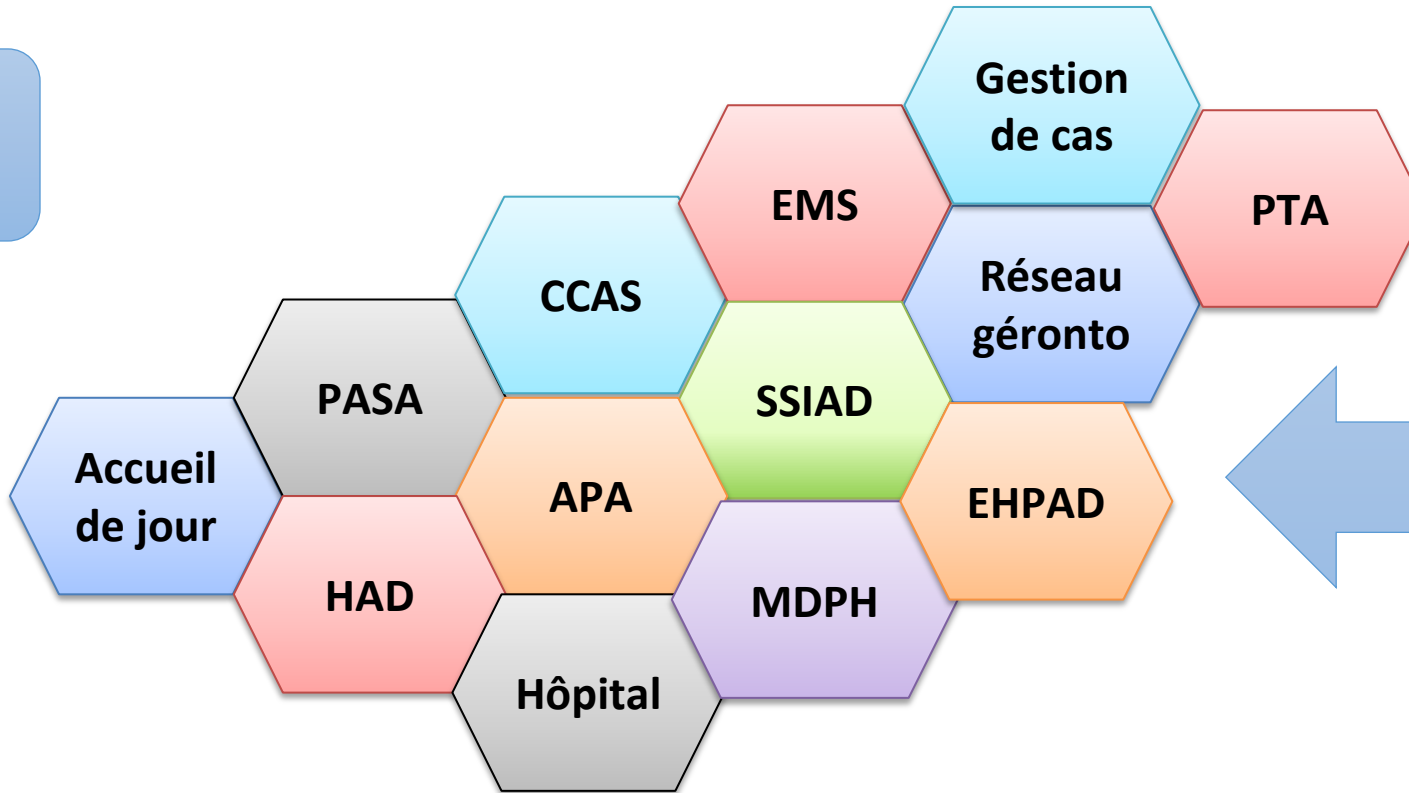 Gestion
de cas
EMS
PTA
CCAS
Réseau
géronto
PASA
SSIAD
Accueil
de jour
APA
EHPAD
HAD
MDPH
Hôpital